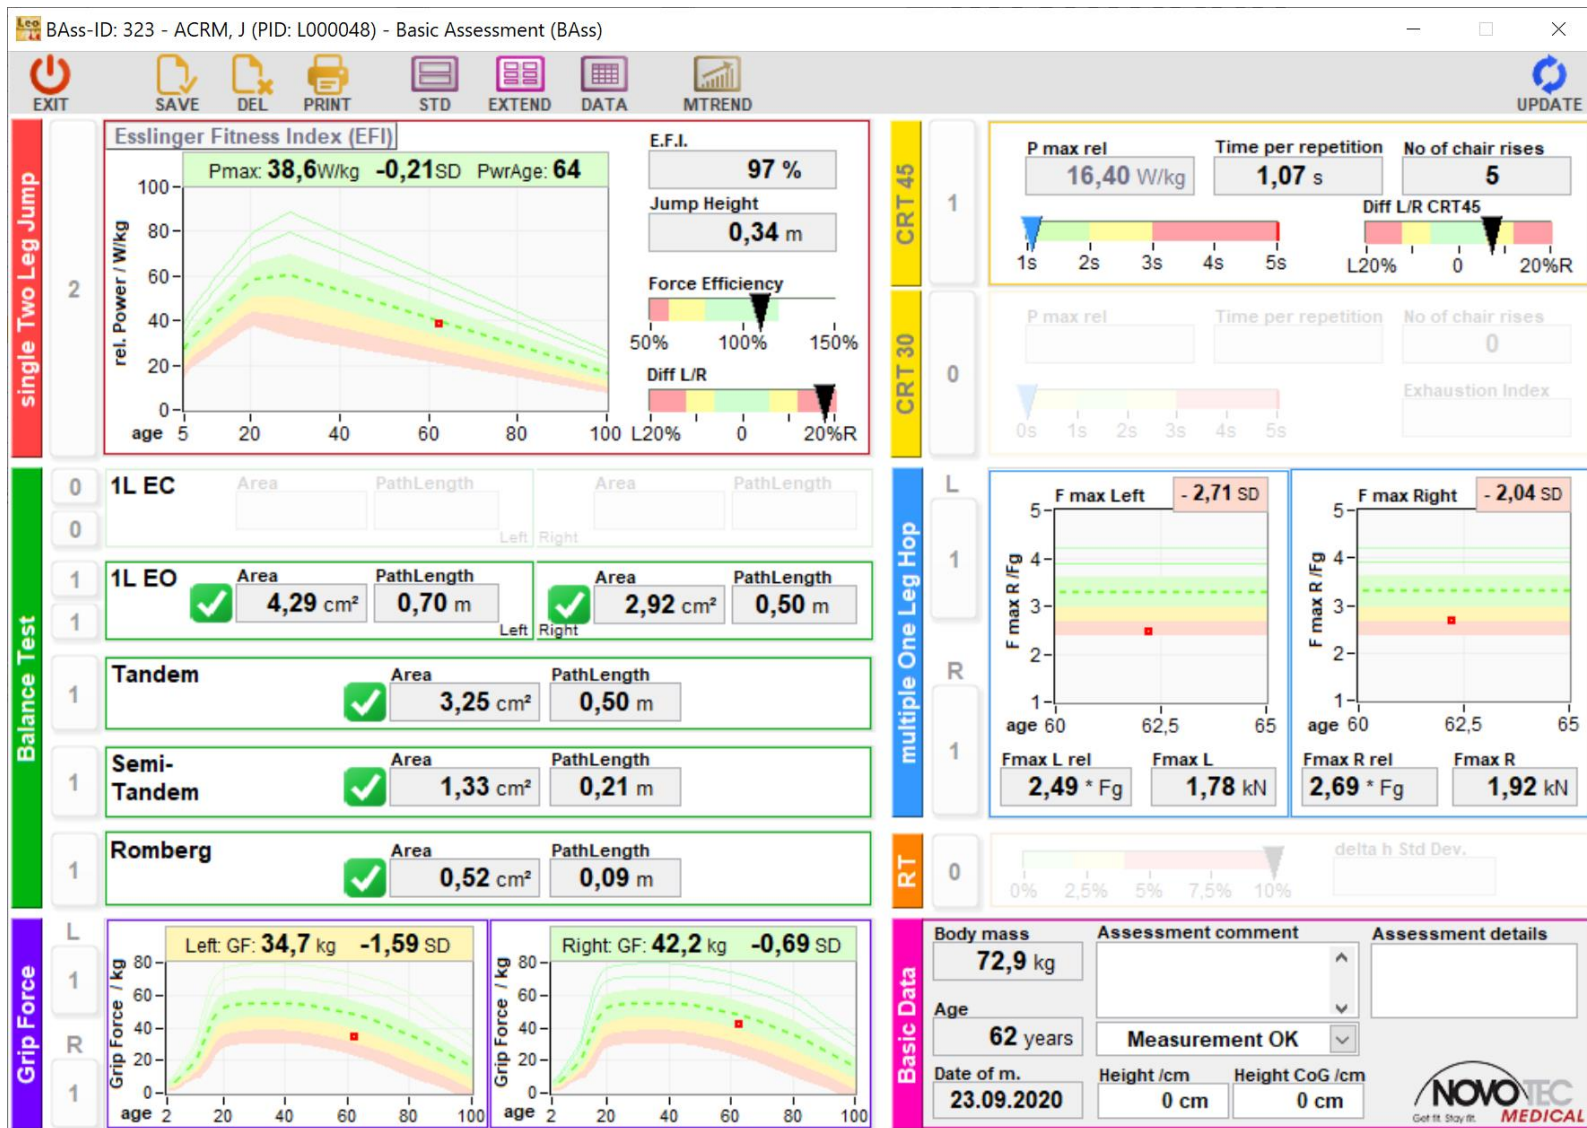 BAss-ID: 323 - ACRM, J (PID: L000048) - Basic Assessment (BAss)
EXIT SAVE DEL PRINT STD EXTEND DATA MTREND UPDATE
single Two Leg Jump
2
Esslinger Fitness Index (EFI)
Pmax: 38,6W/kg -0,21SD PwrAge: 64
rel. Power / W/kg
100
80
60
40
20
0
age 5 20 40 60 80 100
E.F.I.
97 %
Jump Height
0,34 m
Force Efficiency
50% 100% 150%
Diff L/R
L20% 0 20%R
CRT 45
1
P max rel Time per repetition No of chair rises
16,40 W/kg 1,07 s 5
Diff L/R CRT45
1s 2s 3s 4s 5s
L20% 0 20%R
CRT 30
0
P max rel Time per repetition No of chair rises
0
Exhaustion Index
0s 1s 2s 3s 4s 5s
Balance Test
0
0
1L EC Area PathLength Area PathLength
Left Right
1
1
1L EO Area PathLength Area PathLength
4,29 cm² 0,70 m 2,92 cm² 0,50 m
Left Right
1
Tandem Area PathLength
3,25 cm² 0,50 m
1
Semi-
Tandem
Area PathLength
1,33 cm² 0,21 m
1
Romberg Area PathLength
0,52 cm² 0,09 m
multiple One Leg Hop
L
1
R
1
F max Left - 2,71 SD
F max R /Fg
5
4
3
2
1
age 60 62,5 65
Fmax L rel Fmax L
2,49 * Fg 1,78 kN
F max Right - 2,04 SD
F max R /Fg
5
4
3
2
1
age 60 62,5 65
Fmax R rel Fmax R
2,69 * Fg 1,92 kN
RT
0
0% 2,5% 5% 7,5% 10%
delta h Std Dev.
Grip Force
L
1
R
1
Left: GF: 34,7 kg -1,59 SD
Grip Force / kg
80
60
40
20
0
age 2 20 40 60 80 100
Right: GF: 42,2 kg -0,69 SD
Grip Force / kg
80
60
40
20
0
age 2 20 40 60 80 100
Basic Data
Body mass Assessment comment Assessment details
72,9 kg
Age
62 years Measurement OK
Date of m. Height /cm Height CoG /cm
23.09.2020 0 cm 0 cm
NOVOTEC
Get fit. Stay fit. MEDICAL